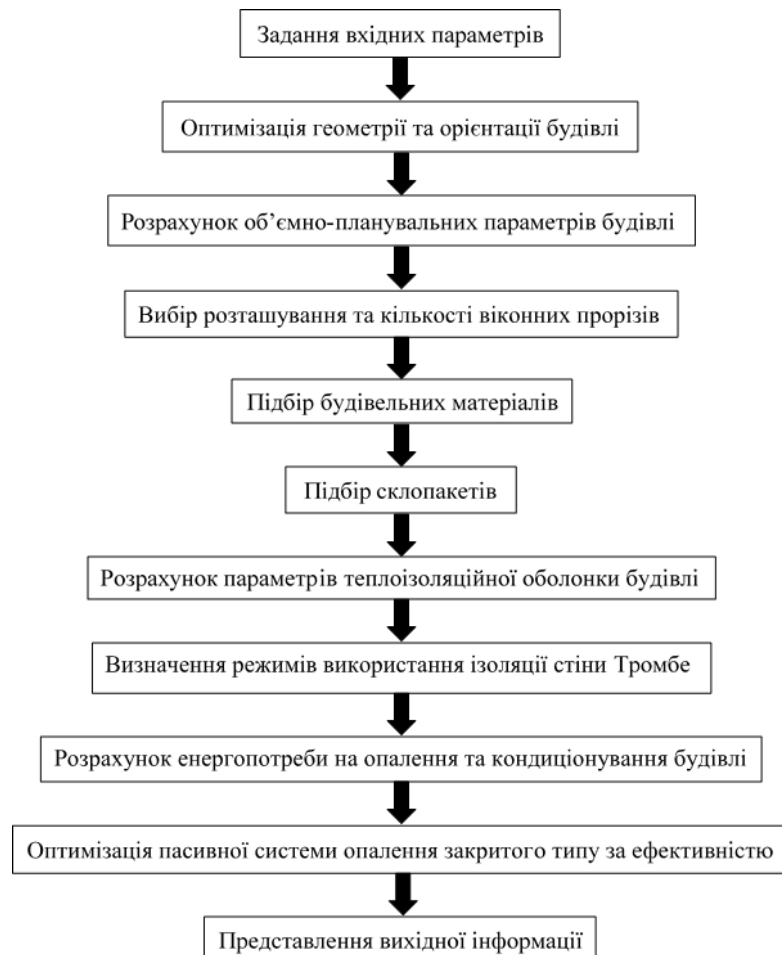 Задання вхідних параметрів
Оптимізація геометрії та орієнтації будівлі
Розрахунок об’ємно-планувальних параметрів будівлі
Вибір розташування та кількості віконних прорізів
Підбір будівельних матеріалів
Підбір склопакетів
Розрахунок параметрів теплоізоляційної оболонки будівлі
Визначення режимів використання ізоляції стіни Тромбе
Розрахунок енергопотреби на опалення та кондиціонування будівлі
Оптимізація пасивної системи опалення закритого типу за ефективністю
Представлення вихідної інформації